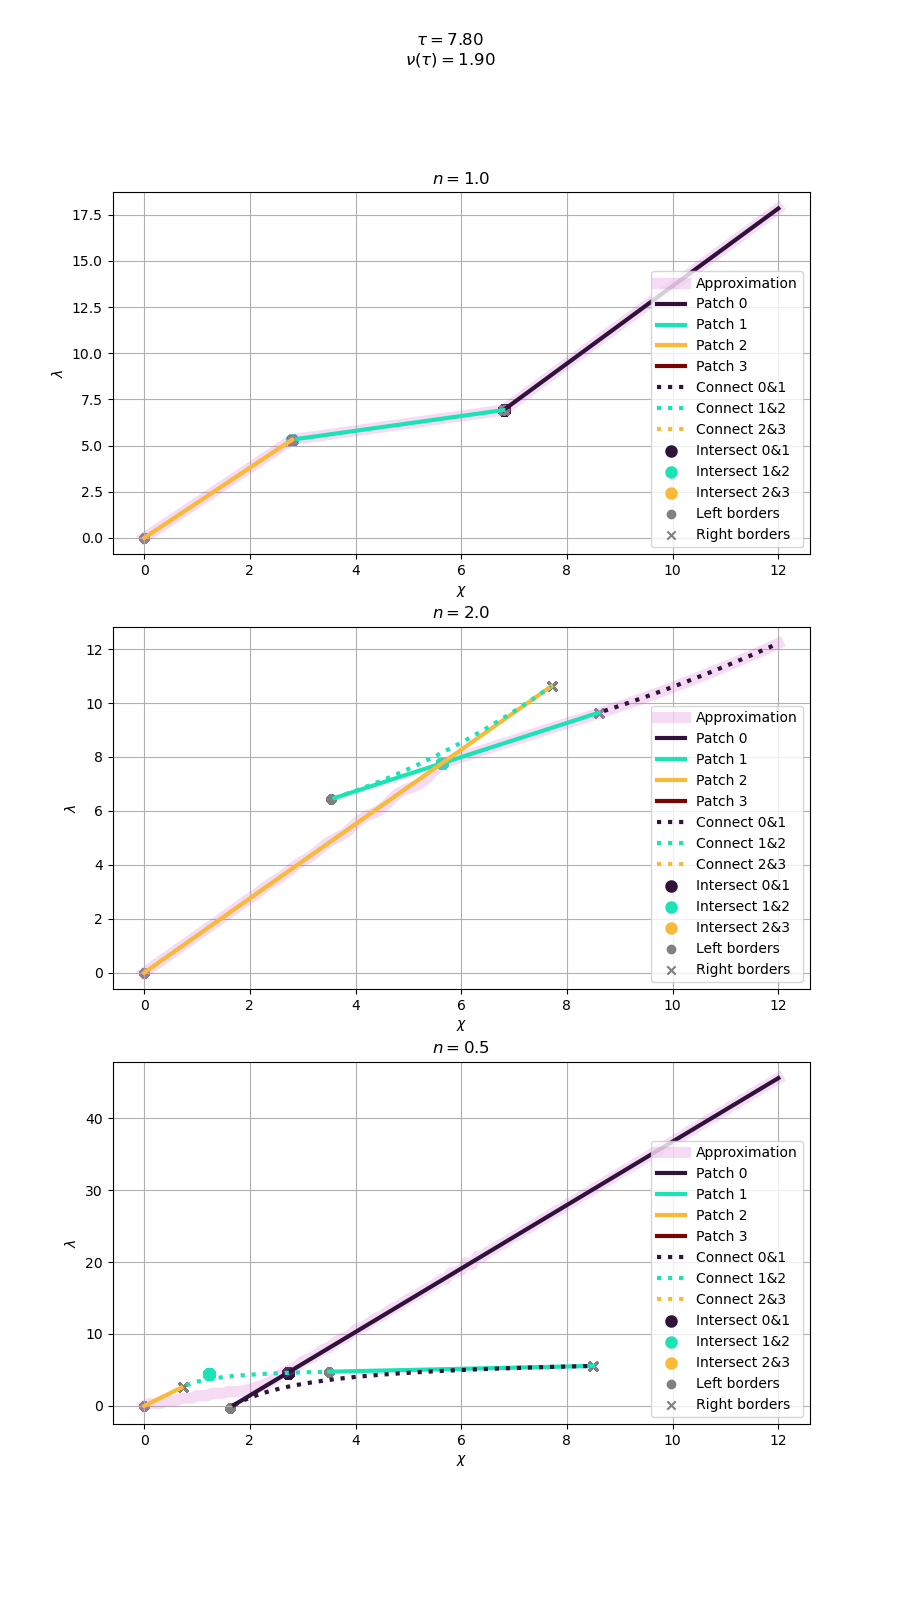 τ = 7.80
ν(τ) = 1.90
n = 1.0
17.5
15.0
12.5
10.0
7.5
5.0
2.5
0.0
λ
0 2 4 6 8 10 12
χ
Approximation
Patch 0
Patch 1
Patch 2
Patch 3
Connect 0&1
Connect 1&2
Connect 2&3
Intersect 0&1
Intersect 1&2
Intersect 2&3
Left borders
Right borders
n = 2.0
12
10
8
6
4
2
0
λ
0 2 4 6 8 10 12
χ
Approximation
Patch 0
Patch 1
Patch 2
Patch 3
Connect 0&1
Connect 1&2
Connect 2&3
Intersect 0&1
Intersect 1&2
Intersect 2&3
Left borders
Right borders
n = 0.5
40
30
20
10
0
λ
0 2 4 6 8 10 12
χ
Approximation
Patch 0
Patch 1
Patch 2
Patch 3
Connect 0&1
Connect 1&2
Connect 2&3
Intersect 0&1
Intersect 1&2
Intersect 2&3
Left borders
Right borders